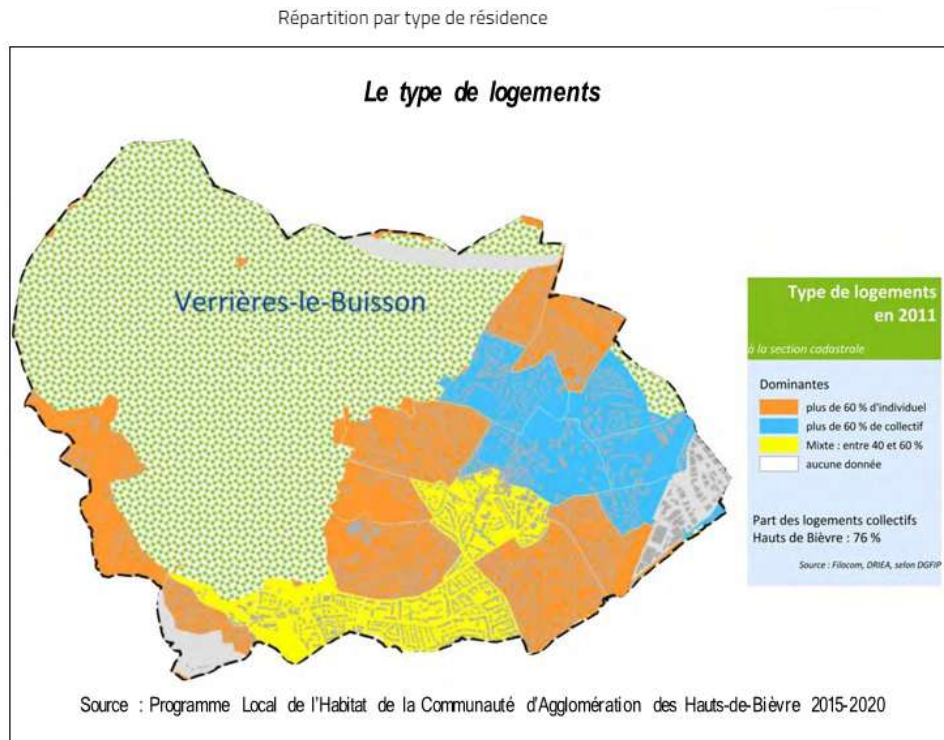 Répartition par type de résidence
Le type de logements
Verrières-le-Buisson
Type de logements
en 2011
à la section cadastrale
Dominantes
plus de 60 % d'individuel
plus de 60 % de collectif
Mixte : entre 40 et 60 %
aucune donnée
Part des logements collectifs
Hauts de Bièvre : 76 %
Source : Filocom, DRIEA, selon DGFIP
Source : Programme Local de l'Habitat de la Communauté d'Agglomération des Hauts-de-Bièvre 2015-2020